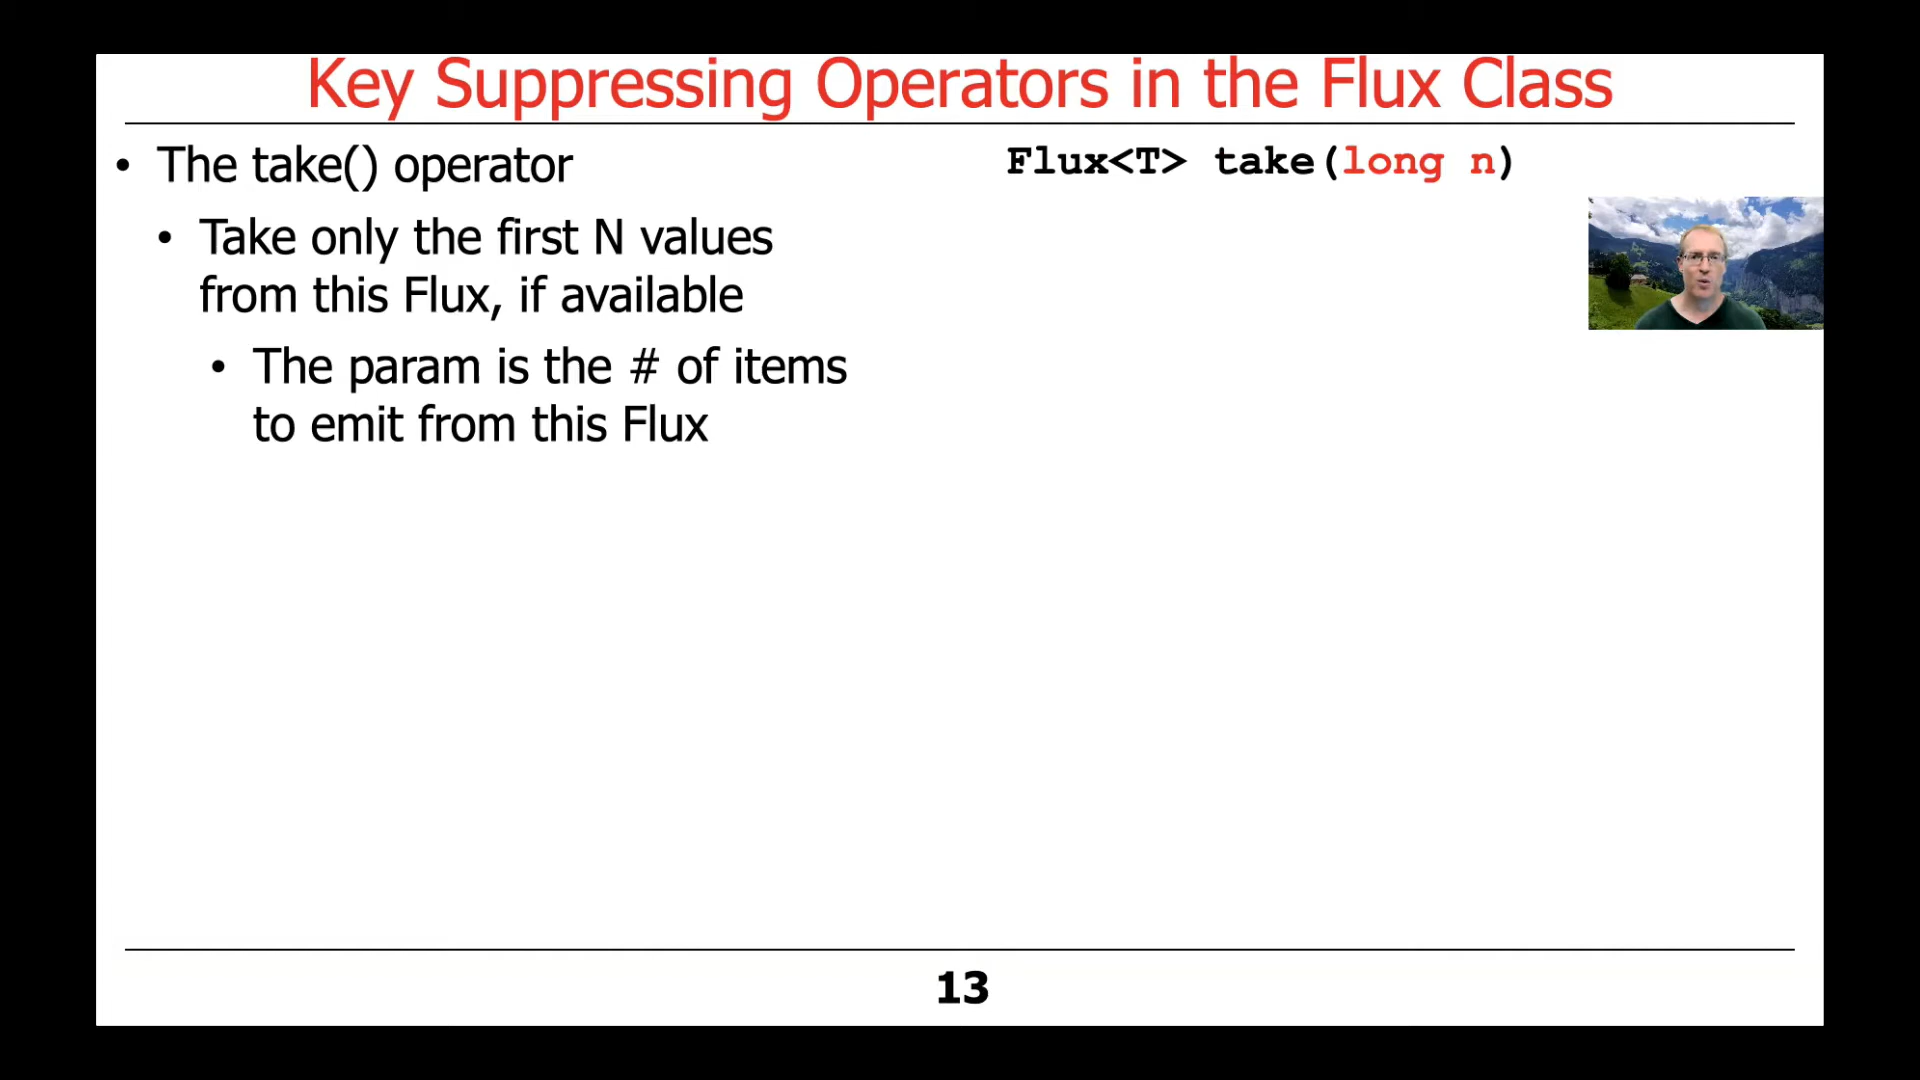 Key Suppressing Operators in the Flux Class
• The take() operator
Flux<T> take(long n)
• Take only the first N values
from this Flux, if available
• The param is the # of items
to emit from this Flux
13